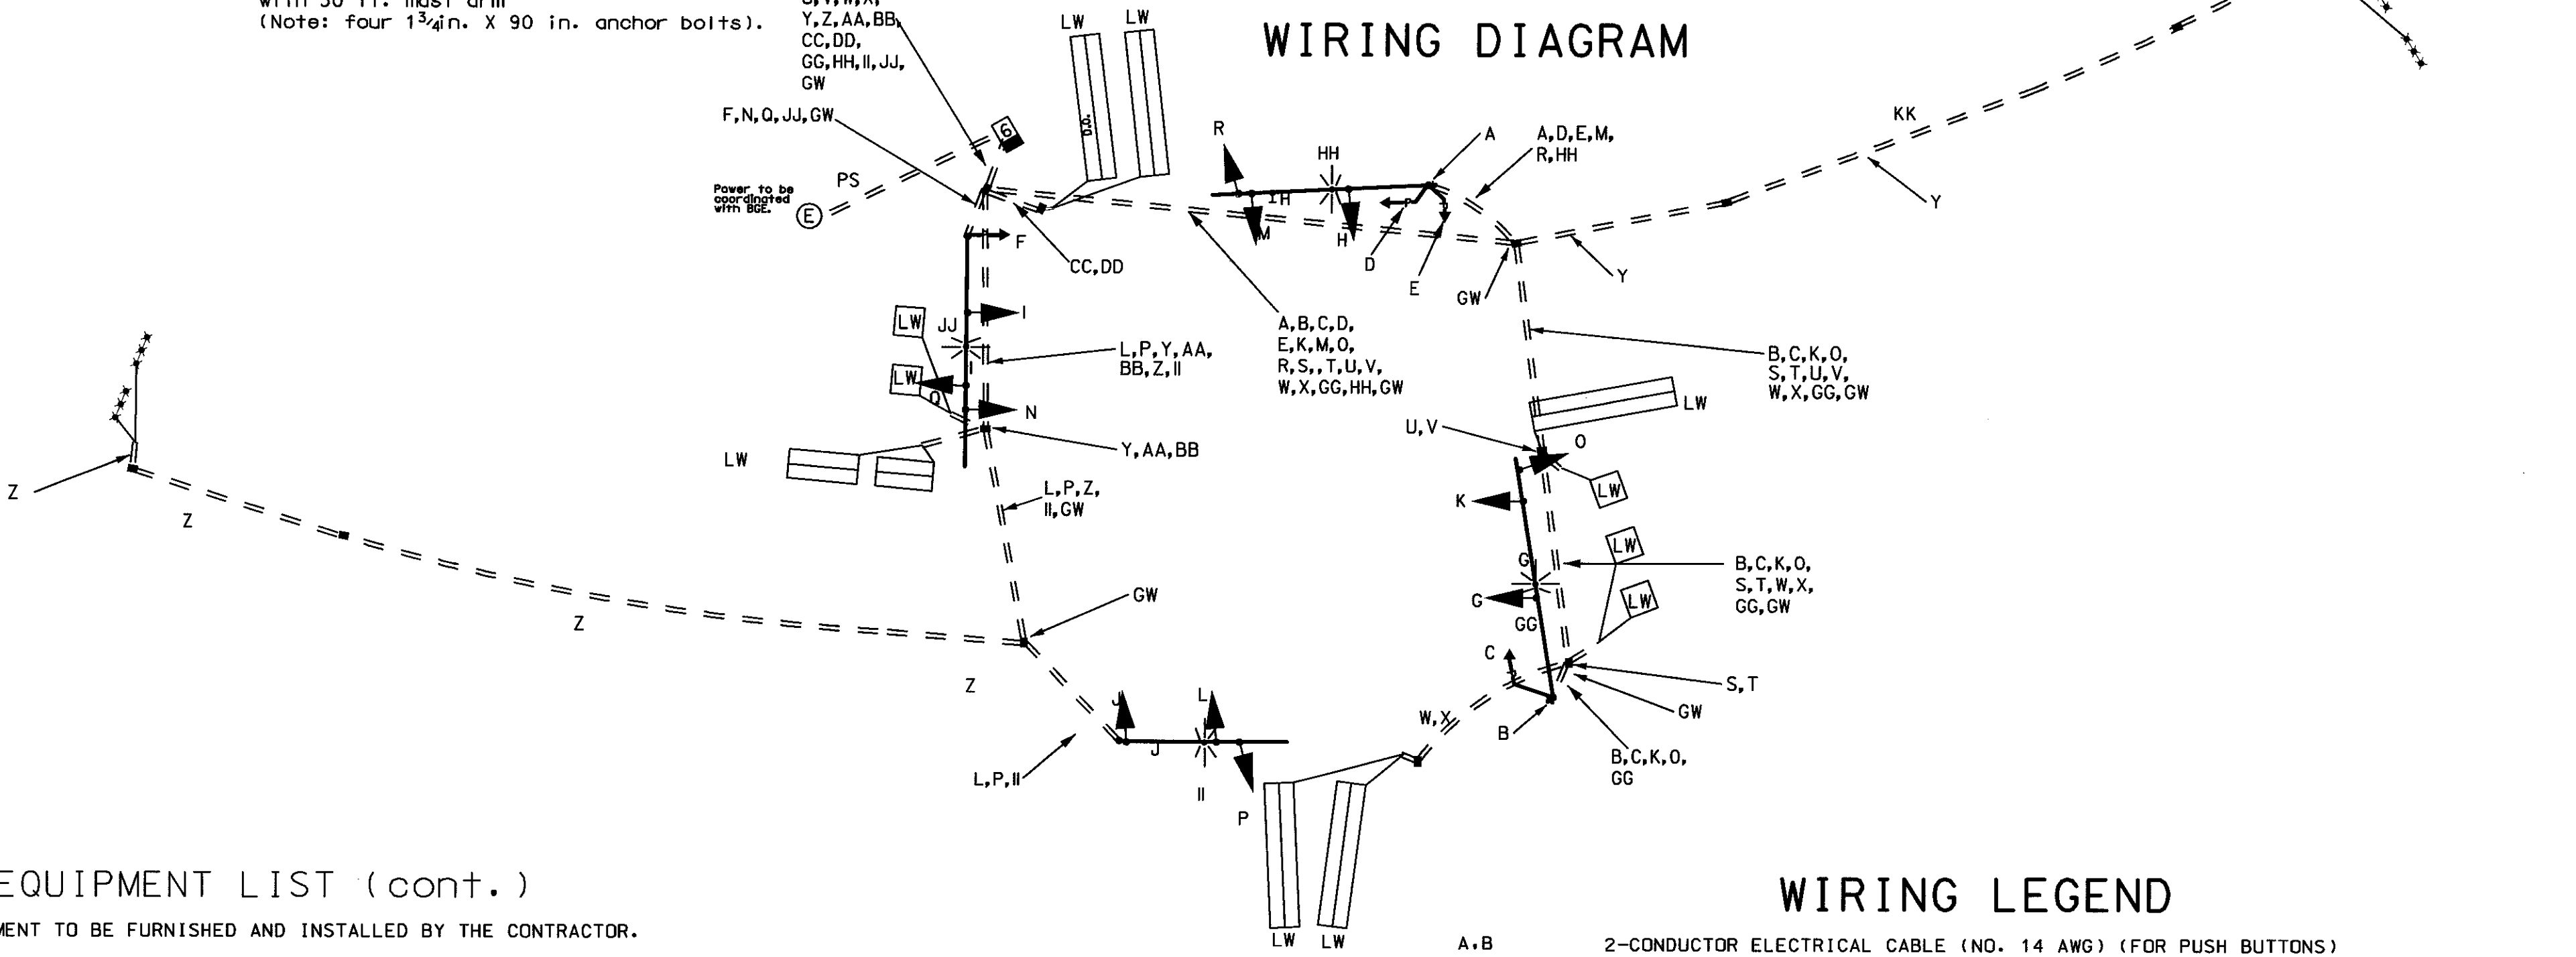 (Note: four 1 3/4in. X 90 in. anchor bolts).
Y,Z,AA,BB,
CC,DD,
GG,HH,II,JJ,
GW
F,N,Q,JJ,GW
WIRING DIAGRAM
LW
LW
D.O.
6
PS
Power to be
coordinated
with BGE.
E
R
HH
A
A,D,E,M,
R,HH
KK
Y
Y
H
M
H
D
E
GW
F
CC,DD
I
LW
JJ
I
LW
Q
N
L,P,Y,AA,
BB,Z,II
A,B,C,D,
E,K,M,O,
R,S,,T,U,V,
W,X,GG,HH,GW
B,C,K,O,
S,T,U,V,
W,X,GG,GW
LW
U,V
O
Y,AA,BB
LW
Z
Z
L,P,Z,
II,GW
K
LW
LW
G
B,C,K,O,
S,T,W,X,
GG,GW
G
LW
GG
GW
Z
C
Z
S,T
GW
J
L
W,X
B
J
B,C,K,O,
GG
L,P,II
II
P
LW
LW
EQUIPMENT LIST (cont.)
MENT TO BE FURNISHED AND INSTALLED BY THE CONTRACTOR.
WIRING LEGEND
A,B 2-CONDUCTOR ELECTRICAL CABLE (NO. 14 AWG) (FOR PUSH BUTTONS)